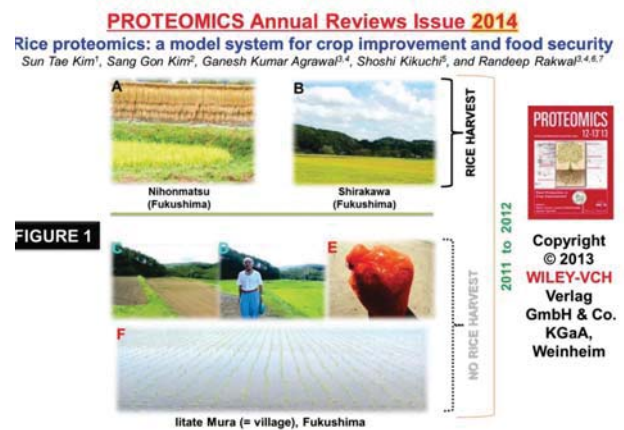 PROTEOMICS Annual Reviews Issue 2014
Rice proteomics: a model system for crop improvement and food security
Sun Tae Kim¹, Sang Gon Kim², Ganesh Kumar Agrawal³,⁴, Shoshi Kikuchi⁵, and Randeep Rakwal³,⁴,⁶,⁷
A
B
Nihonmatsu
(Fukushima)
Shirakawa
(Fukushima)
RICE HARVEST
FIGURE 1
C
D
E
F
NO RICE HARVEST
2011 to 2012
Iitate Mura (= village), Fukushima
PROTEOMICS
12-13'13
Copyright
© 2013
WILEY-VCH
Verlag
GmbH & Co.
KGaA,
Weinheim